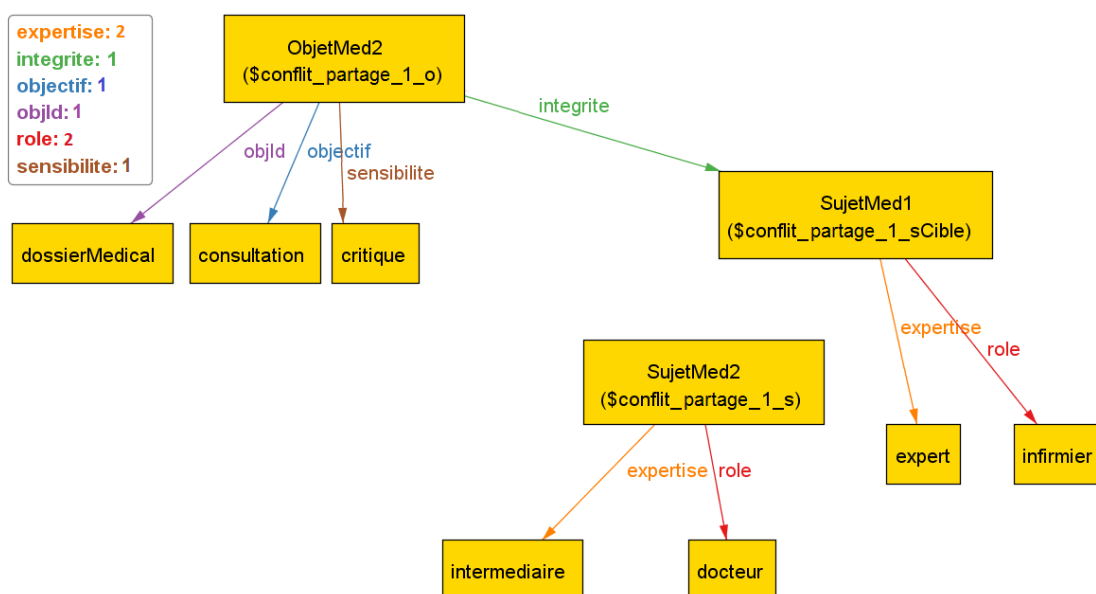 expertise: 2
integrite: 1
objectif: 1
objId: 1
role: 2
sensibilite: 1
ObjetMed2
($conflit_partage_1_o)
integrite
objId
objectif
sensibilite
SujetMed1
($conflit_partage_1_sCible)
dossierMedical
consultation
critique
expertise
role
SujetMed2
($conflit_partage_1_s)
expert
infirmier
expertise
role
intermediaire
docteur